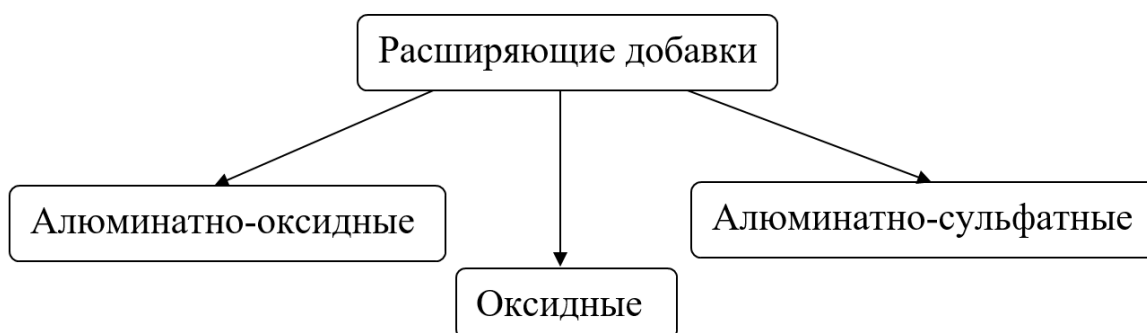 Расширяющие добавки
Алюминатно-оксидные
Алюминатно-сульфатные
Оксидные